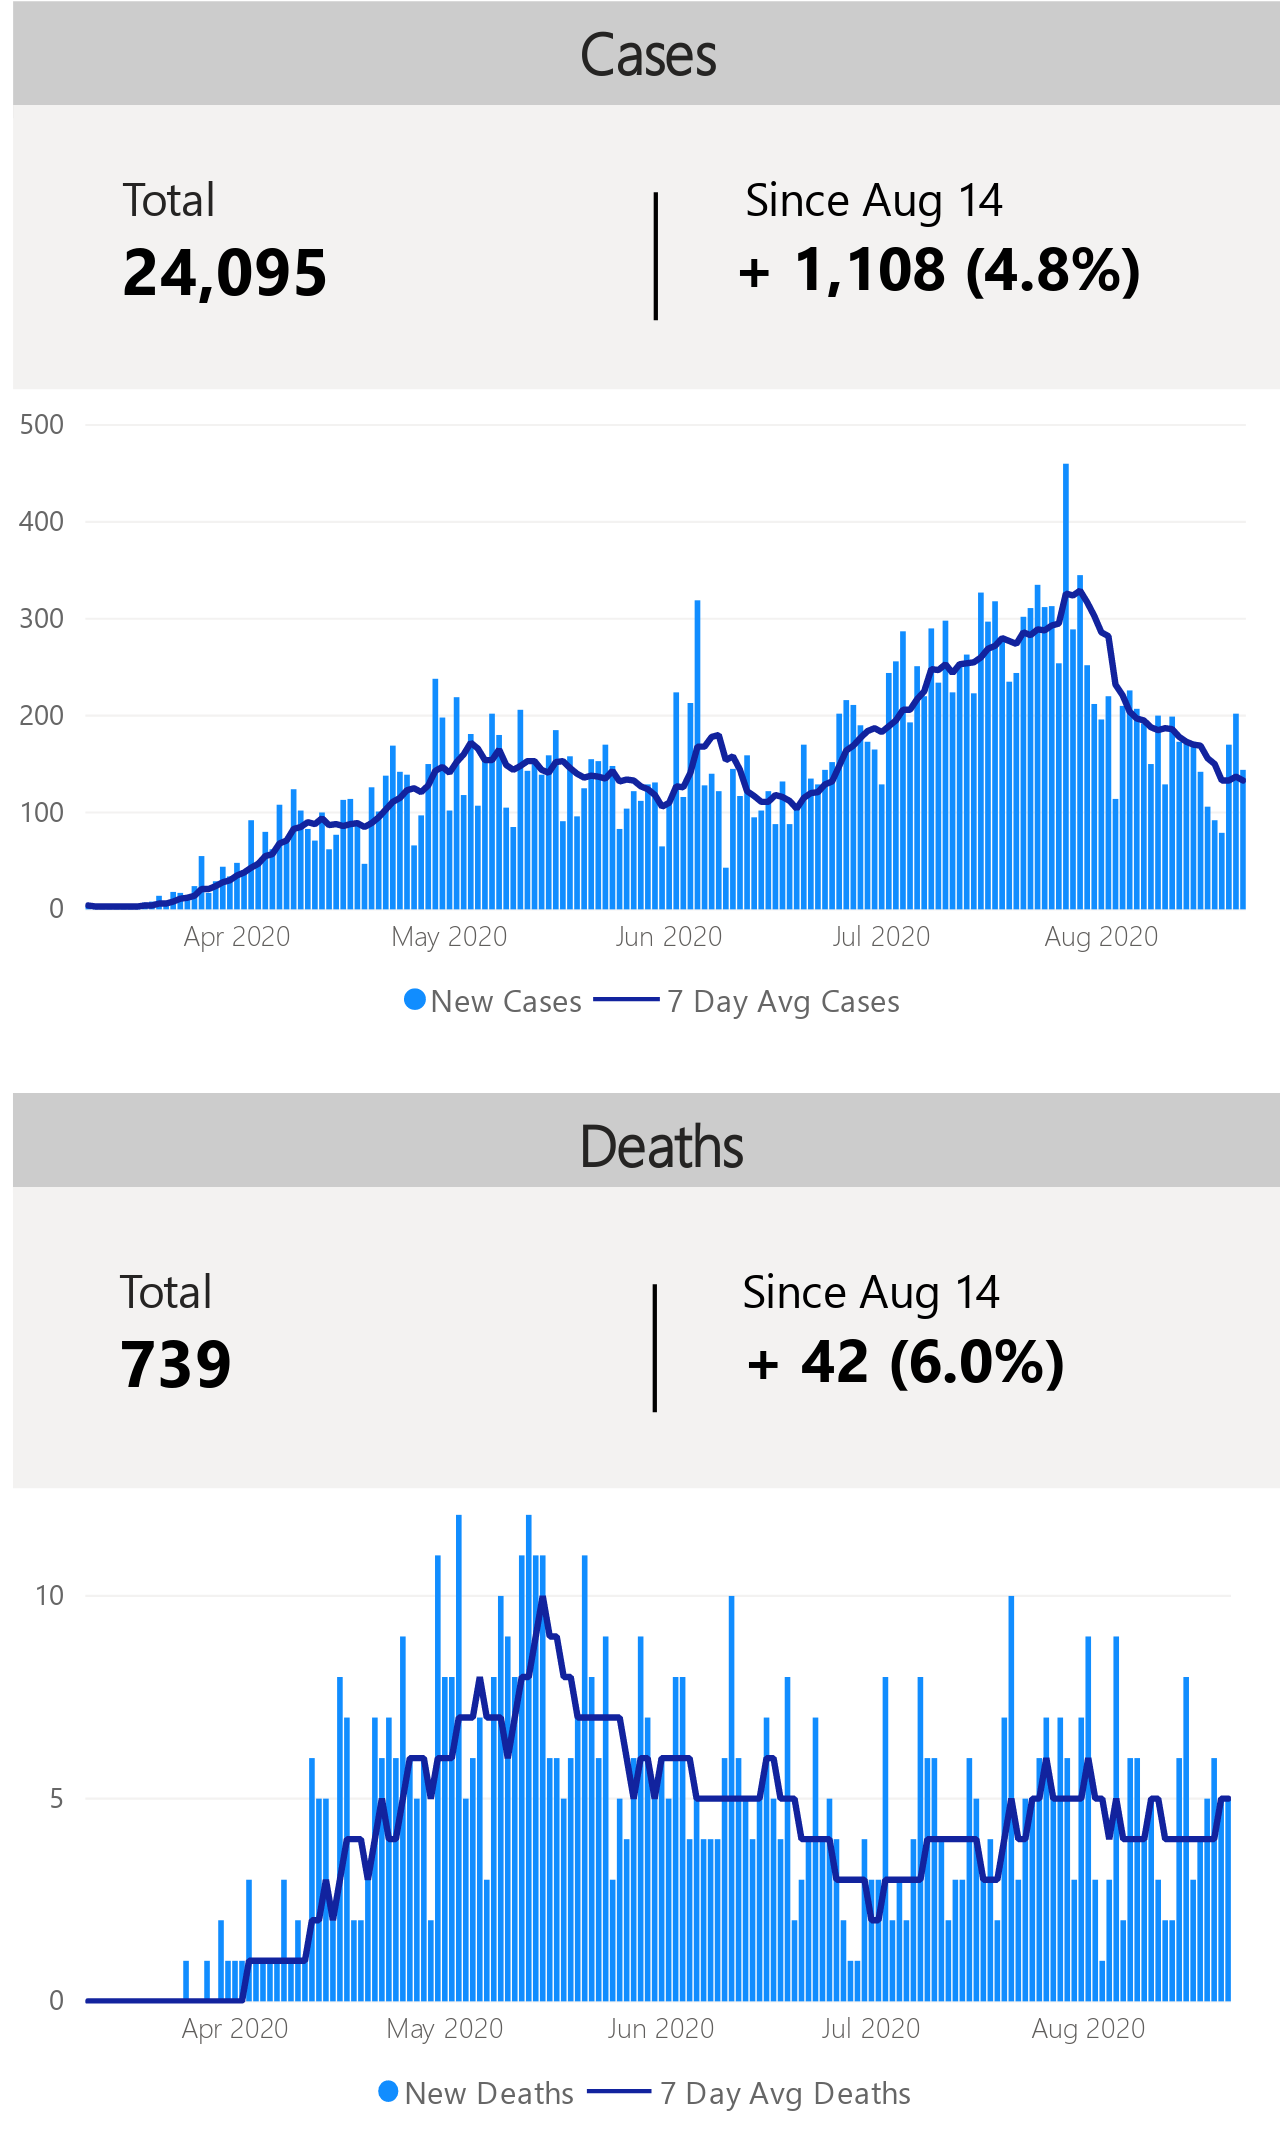 Cases
Total
Since Aug 14
24,095
+ 1,108 (4.8%)
500
400
300
200
100
0
Apr 2020
May 2020
Jun 2020
Jul 2020
Aug 2020
New Cases
7 Day Avg Cases
Deaths
Total
Since Aug 14
739
+ 42 (6.0%)
10
5
0
Apr 2020
May 2020
Jun 2020
Jul 2020
Aug 2020
New Deaths
7 Day Avg Deaths